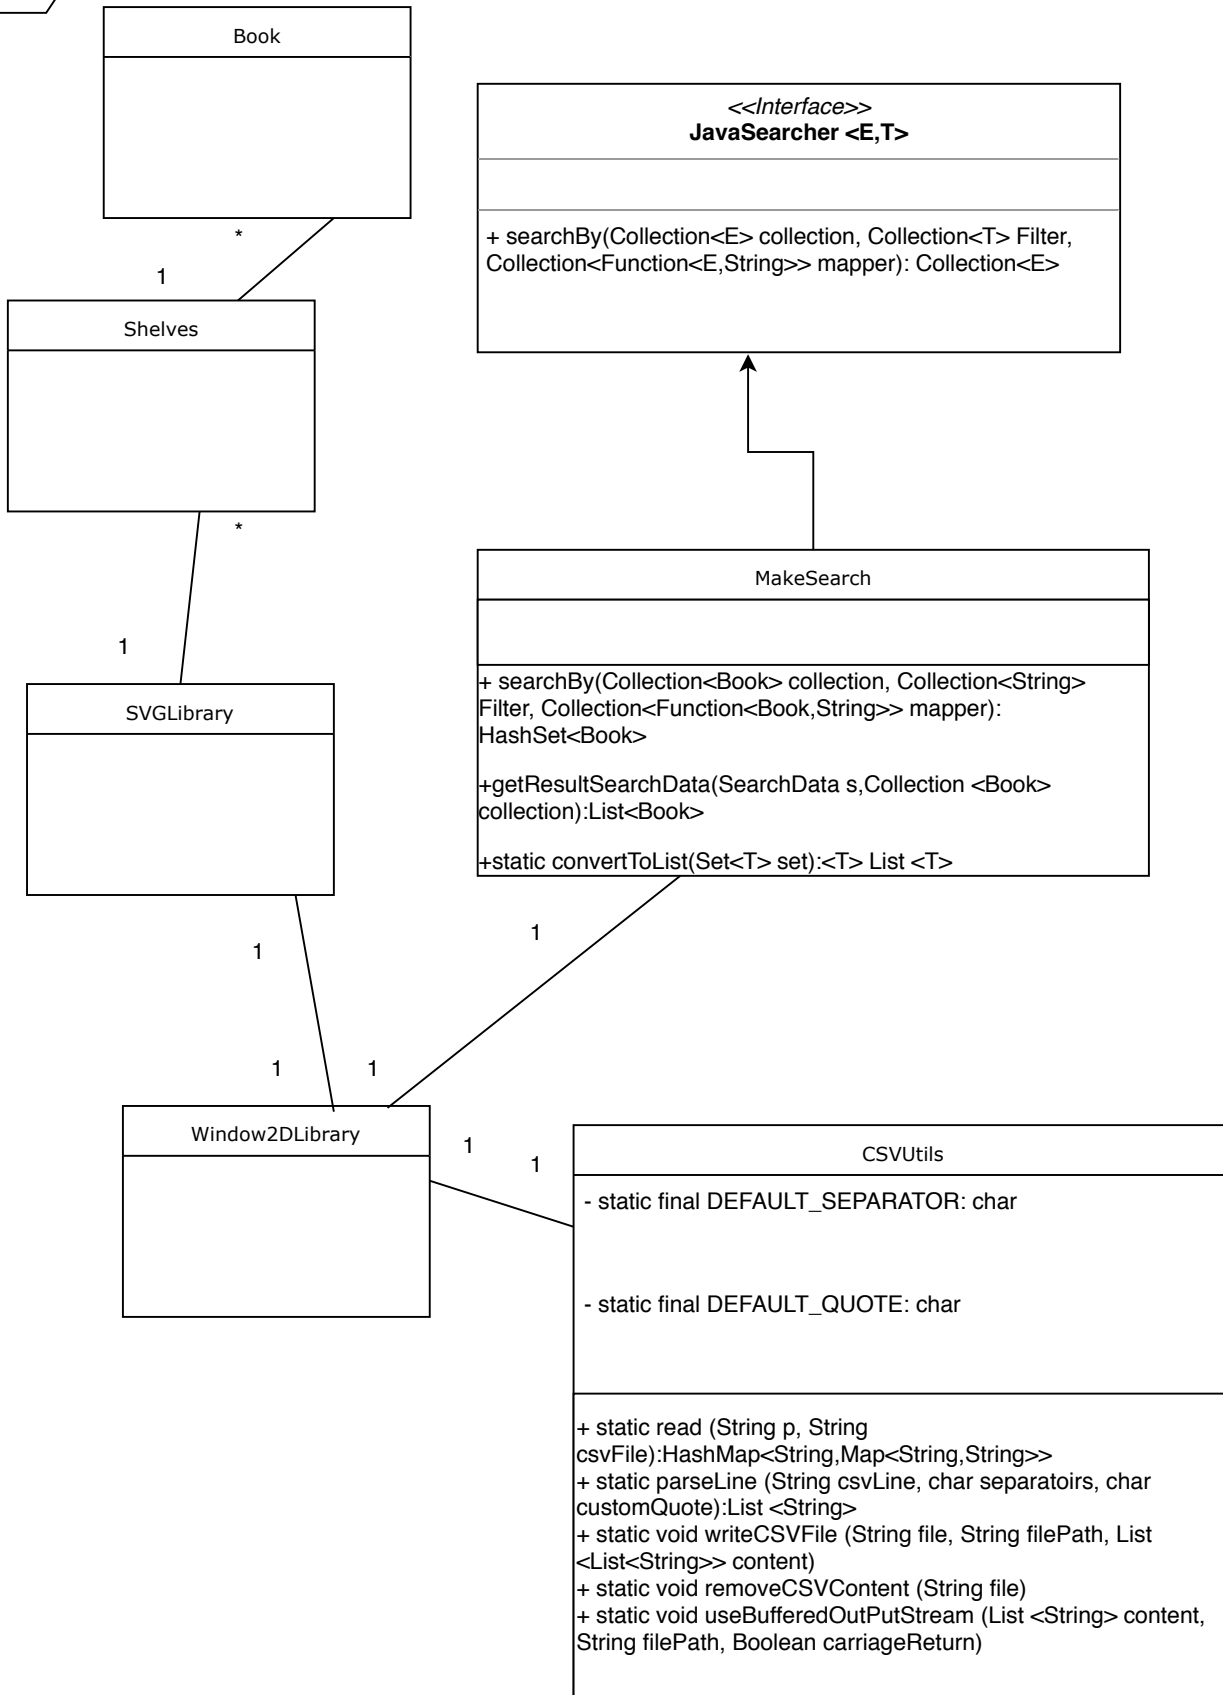 Book
<<Interface>>
JavaSearcher <E,T>
+ searchBy(Collection<E> collection, Collection<T> Filter,
Collection<Function<E,String>> mapper): Collection<E>
*
1
Shelves
*
1
MakeSearch
+ searchBy(Collection<Book> collection, Collection<String>
Filter, Collection<Function<Book,String>> mapper):
HashSet<Book>
+getResultSearchData(SearchData s,Collection <Book>
collection):List<Book>
+static convertToList(Set<T> set):<T> List <T>
SVGLibrary
1
1
1
1
Window2DLibrary
1
1
CSVUtils
- static final DEFAULT_SEPARATOR: char
- static final DEFAULT_QUOTE: char
+ static read (String p, String
csvFile):HashMap<String,Map<String,String>>
+ static parseLine (String csvLine, char separatoirs, char
customQuote):List <String>
+ static void writeCSVFile (String file, String filePath, List
<List<String>> content)
+ static void removeCSVContent (String file)
+ static void useBufferedOutPutStream (List <String> content,
String filePath, Boolean carriageReturn)